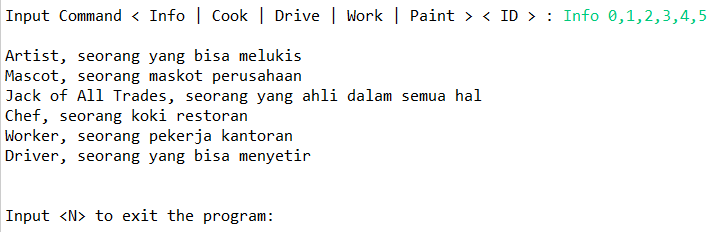 Input Command < Info | Cook | Drive | Work | Paint > < ID > : Info 0,1,2,3,4,5
Artist, seorang yang bisa melukis
Mascot, seorang maskot perusahaan
Jack of All Trades, seorang yang ahli dalam semua hal
Chef, seorang koki restoran
Worker, seorang pekerja kantoran
Driver, seorang yang bisa menyetir
Input <N> to exit the program: